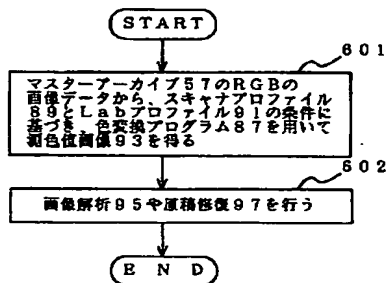 START
601
マスターアーカイブ57のRGBの
画像データから、スキャナプロファイル
89とLabプロファイル91の条件に
基づき、色変換プログラム87を用いて
測色値画像93を得る
602
画像解析95や原稿修復97を行う
END